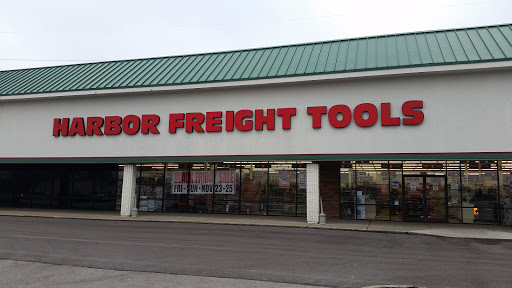 HARBOR FREIGHT TOOLS
FRI-SUN-NOV 23-25